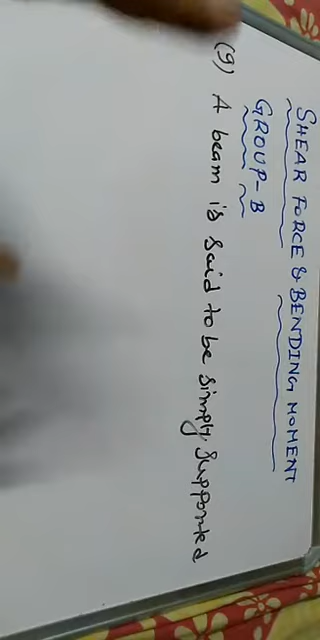 SHEAR FORCE & BENDING MOMENT
GROUP-B
(9) A beam is said to be simply supported